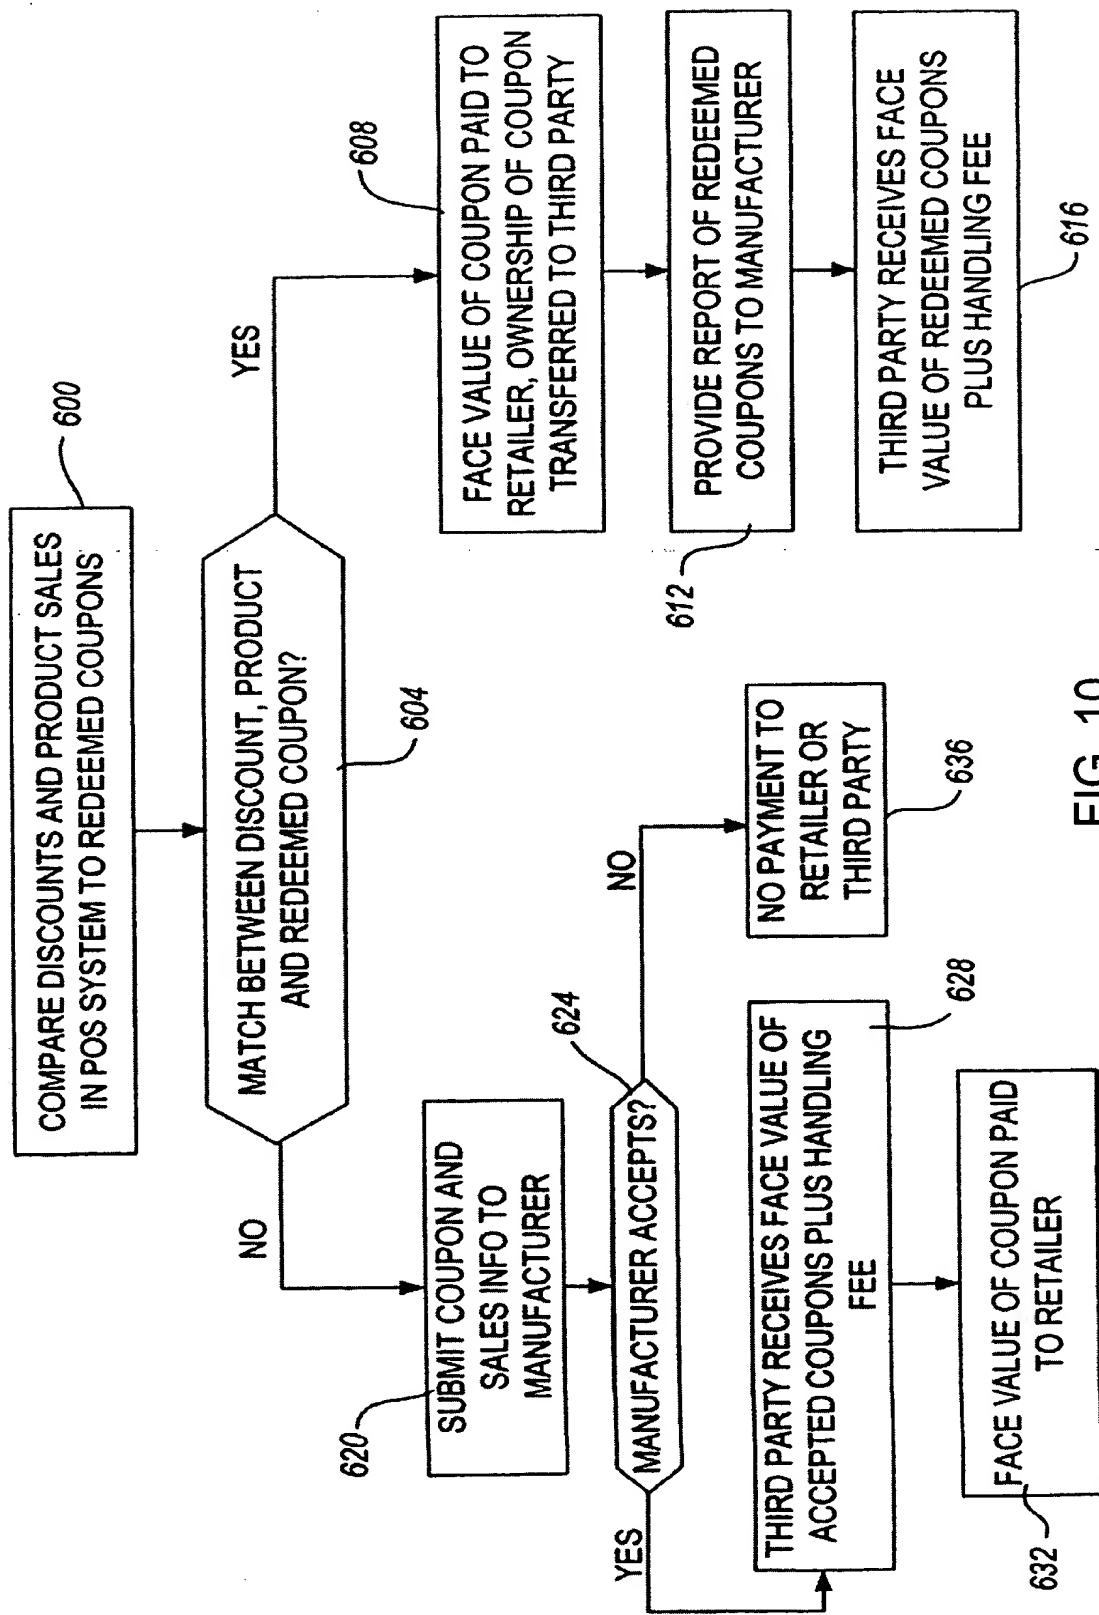 COMPARE DISCOUNTS AND PRODUCT SALES
IN POS SYSTEM TO REDEEMED COUPONS
600
MATCH BETWEEN DISCOUNT, PRODUCT
AND REDEEMED COUPON?
604
NO
YES
SUBMIT COUPON AND
SALES INFO TO
MANUFACTURER
620
FACE VALUE OF COUPON PAID TO
RETAILER, OWNERSHIP OF COUPON
TRANSFERRED TO THIRD PARTY
608
MANUFACTURER ACCEPTS?
624
YES
NO
PROVIDE REPORT OF REDEEMED
COUPONS TO MANUFACTURER
612
THIRD PARTY RECEIVES FACE VALUE OF
ACCEPTED COUPONS PLUS HANDLING
FEE
628
NO PAYMENT TO
RETAILER OR
THIRD PARTY
636
THIRD PARTY RECEIVES FACE
VALUE OF REDEEMED COUPONS
PLUS HANDLING FEE
616
FACE VALUE OF COUPON PAID
TO RETAILER
632
FIG. 10